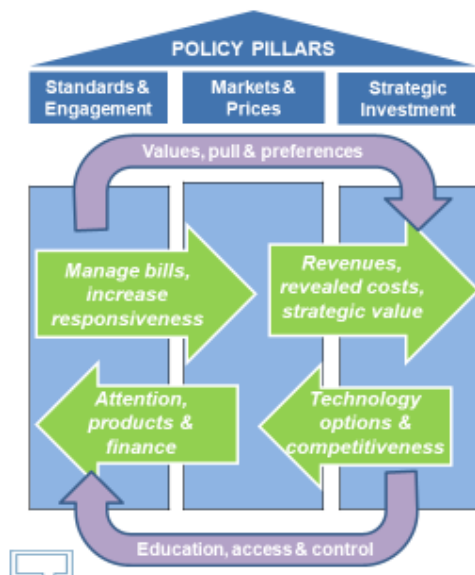 POLICY PILLARS
Standards &
Engagement
Markets &
Prices
Strategic
Investment
Values, pull & preferences
Manage bills,
increase
responsiveness
Revenues,
revealed costs,
strategic value
Attention,
products &
finance
Technology
options &
competitiveness
Education, access & control